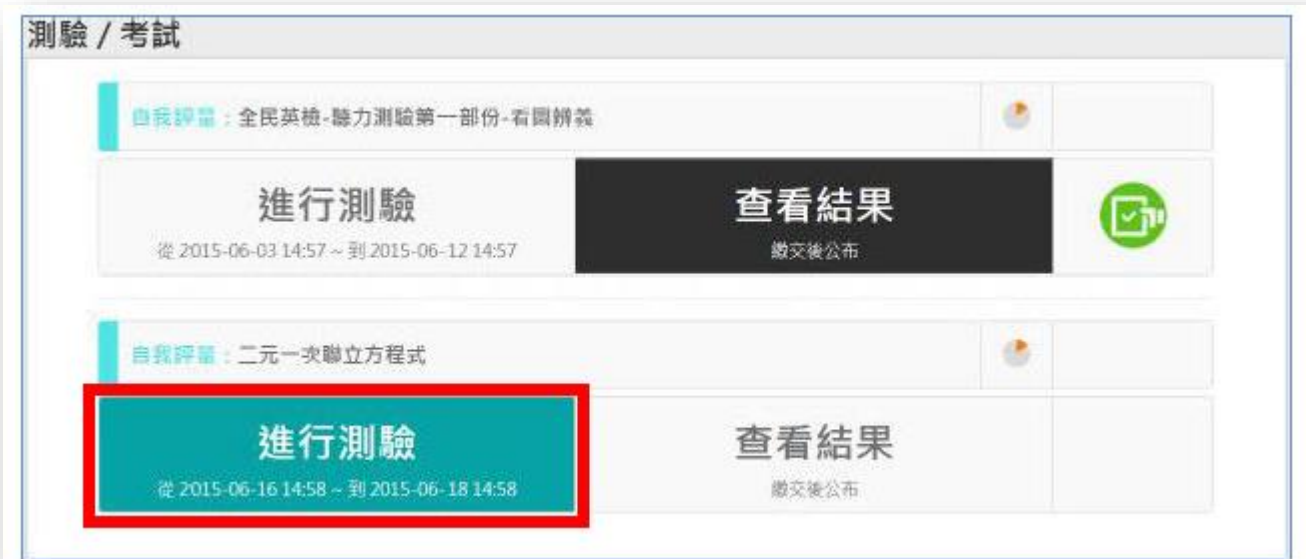 測驗 / 考試
自我評量：全民英檢-聽力測驗第一部份-看圖辨義
進行測驗
從 2015-06-03 14:57 ~ 到 2015-06-12 14:57
查看結果
繳交後公布
自我評量：二元一次聯立方程式
進行測驗
從 2015-06-16 14:58 ~ 到 2015-06-18 14:58
查看結果
繳交後公布